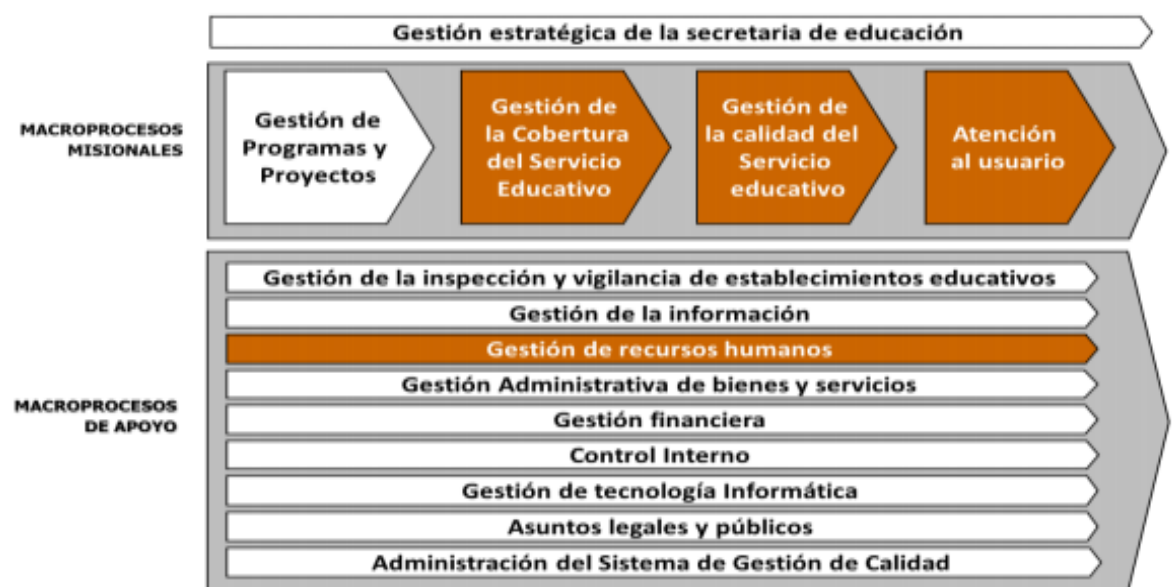 Gestión estratégica de la secretaria de educación
MACROPROCESOS
MISIONALES
Gestión de
Programas y
Proyectos
Gestión de
la Cobertura
del Servicio
Educativo
Gestión de
la calidad del
Servicio
educativo
Atención
al usuario
MACROPROCESOS
DE APOYO
Gestión de la inspección y vigilancia de establecimientos educativos
Gestión de la información
Gestión de recursos humanos
Gestión Administrativa de bienes y servicios
Gestión financiera
Control Interno
Gestión de tecnología Informática
Asuntos legales y públicos
Administración del Sistema de Gestión de Calidad